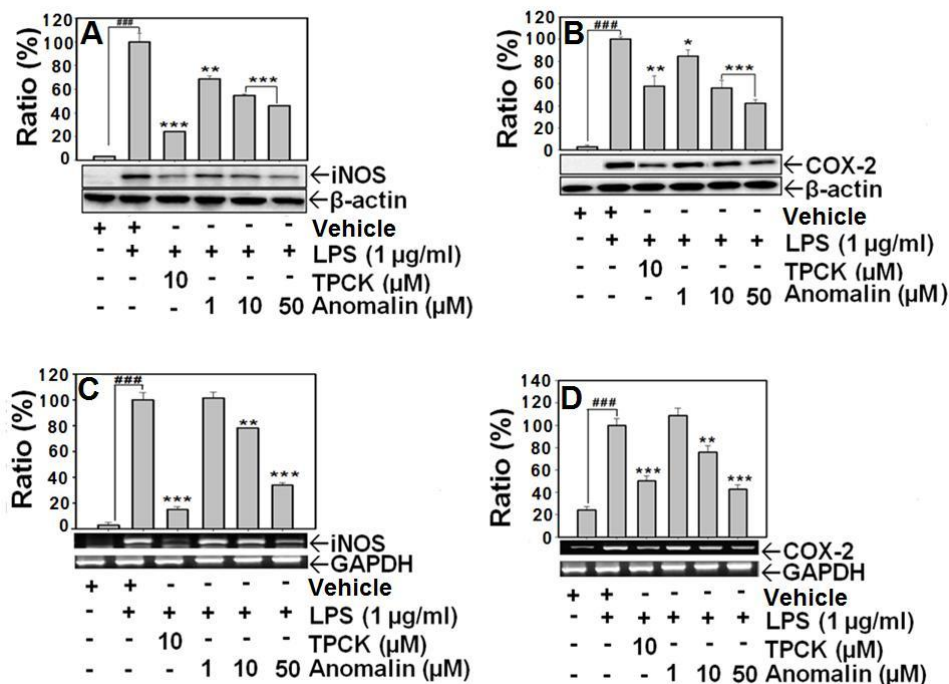 A
Ratio (%)
120
100
80
60
40
20
0
###
***
**
***
←iNOS
←β-actin
+ + - - - - Vehicle
- + + + + + LPS (1 µg/ml)
- - 10 - - - TPCK (µM)
- - - 1 10 50 Anomalin (µM)
B
Ratio (%)
120
100
80
60
40
20
0
###
**
*
***
←COX-2
←β-actin
+ + - - - - Vehicle
- + + + + + LPS (1 µg/ml)
- - 10 - - - TPCK (µM)
- - - 1 10 50 Anomalin (µM)
C
Ratio (%)
120
100
80
60
40
20
0
###
***
**
***
←iNOS
←GAPDH
+ + - - - - Vehicle
- + + + + + LPS (1 µg/ml)
- - 10 - - - TPCK (µM)
- - - 1 10 50 Anomalin (µM)
D
Ratio (%)
140
120
100
80
60
40
20
0
###
***
**
***
←COX-2
←GAPDH
+ + - - - - Vehicle
- + + + + + LPS (1 µg/ml)
- - 10 - - - TPCK (µM)
- - - 1 10 50 Anomalin (µM)